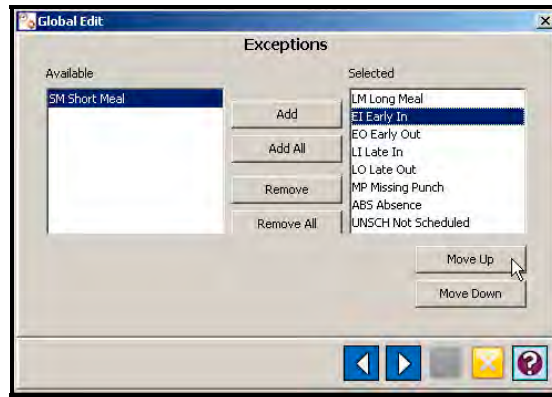 Global Edit
Exceptions
Available
Selected
SM Short Meal
Add
Add All
Remove
Remove All
LM Long Meal
EI Early In
EO Early Out
LI Late In
LO Late Out
MP Missing Punch
ABS Absence
UNSCH Not Scheduled
Move Up
Move Down